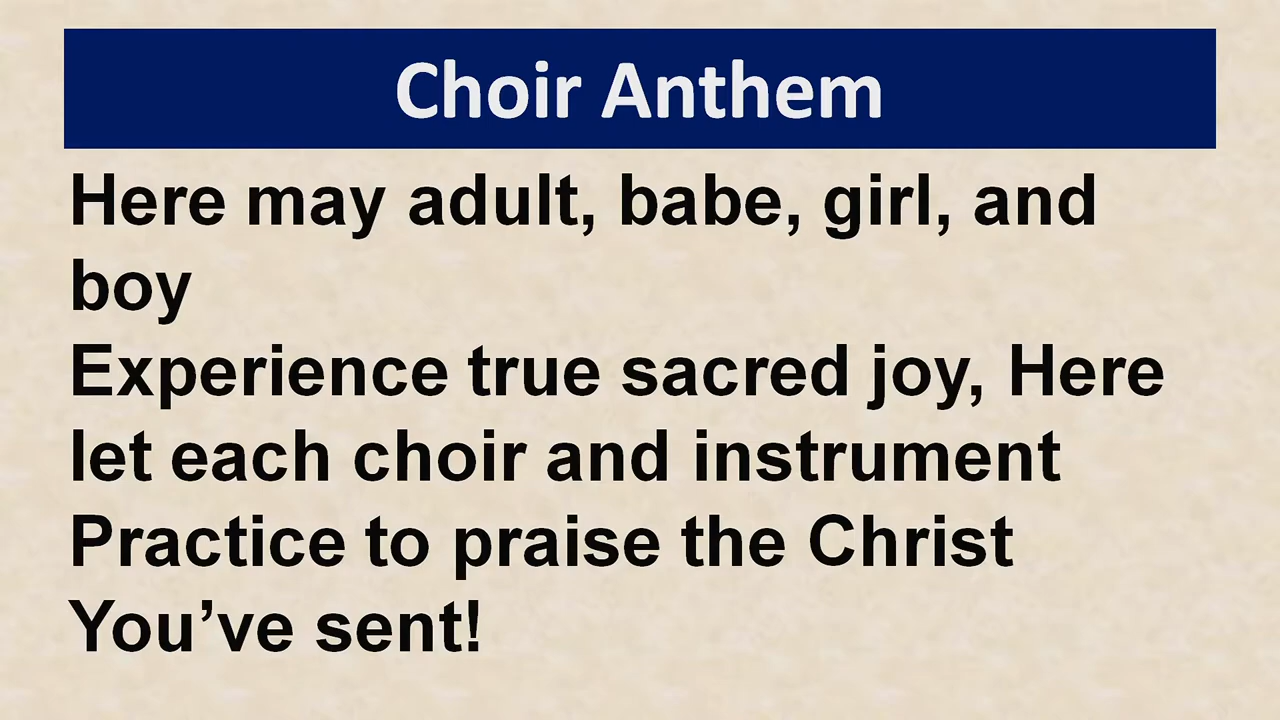 Choir Anthem
Here may adult, babe, girl, and
boy
Experience true sacred joy, Here
let each choir and instrument
Practice to praise the Christ
You’ve sent!